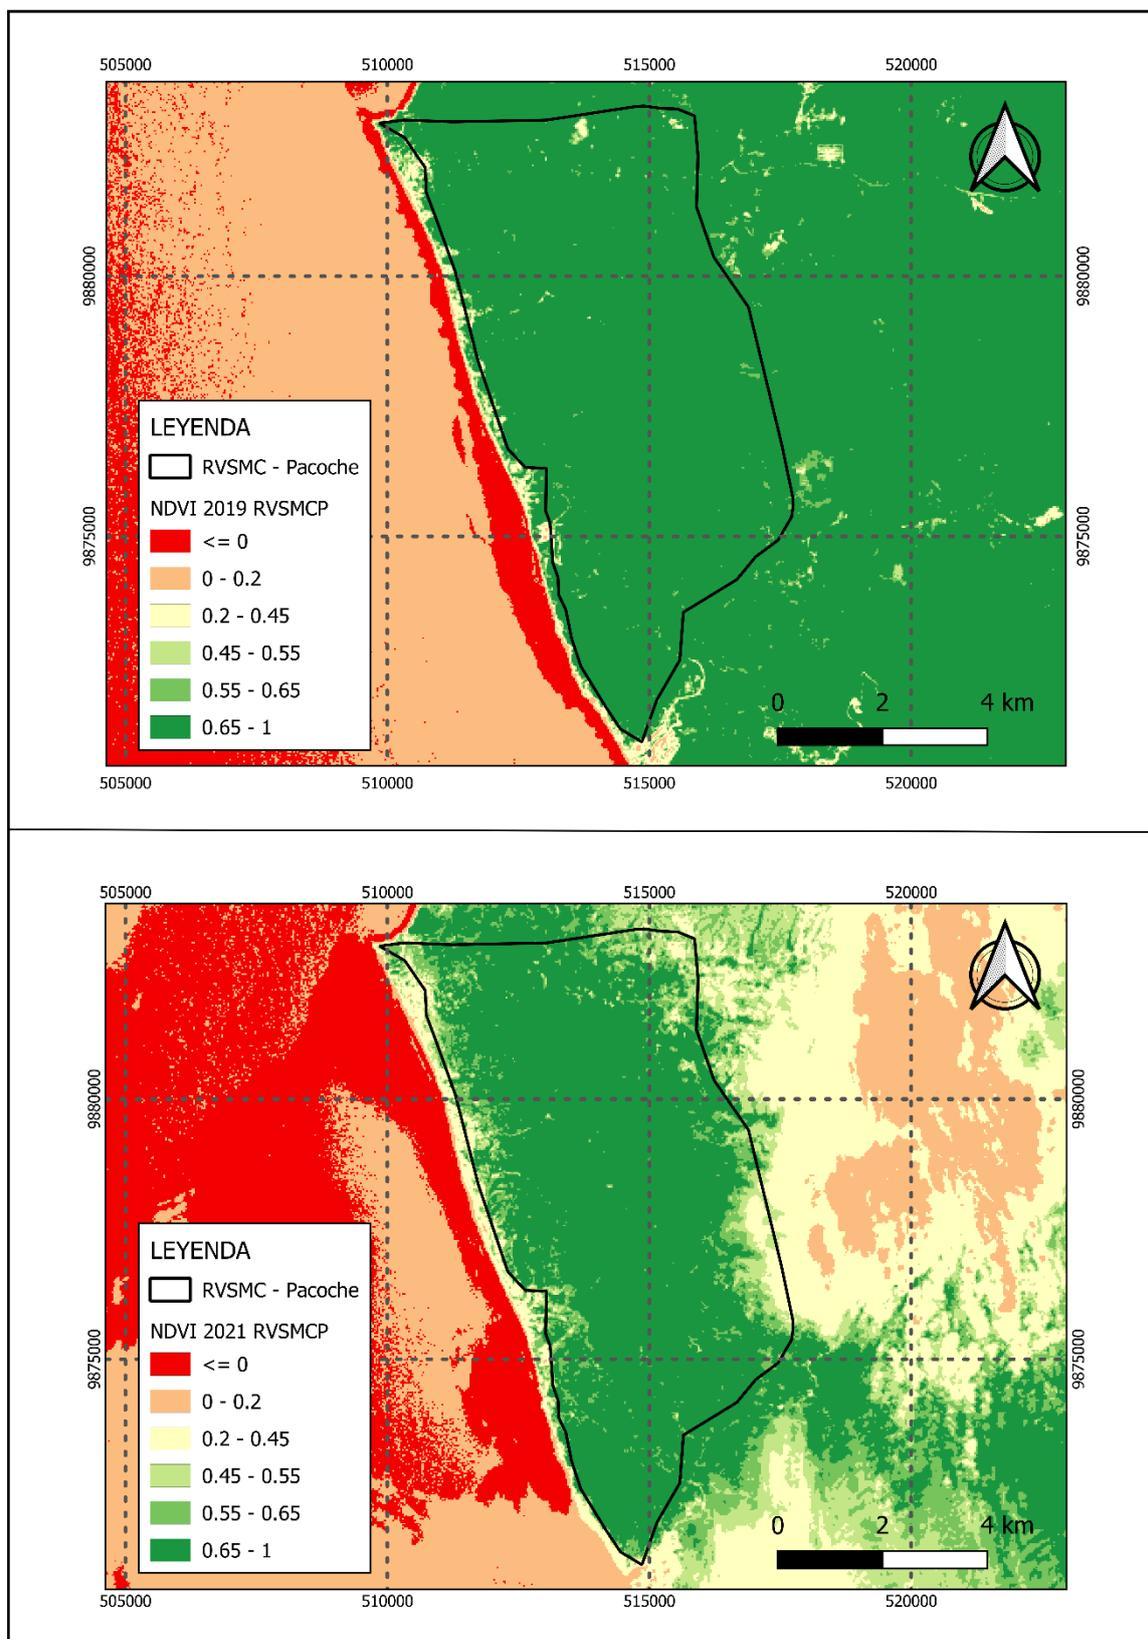 505000 510000 515000 520000
9880000 9880000
LEYENDA
RVSMC - Pacoche
NDVI 2019 RVSMCP
9875000 9875000
<= 0
0 - 0.2
0.2 - 0.45
0.45 - 0.55
0.55 - 0.65
0 2 4 km
0.65 - 1
505000 510000 515000 520000
505000 510000 515000 520000
9880000 9880000
LEYENDA
RVSMC - Pacoche
NDVI 2021 RVSMCP
9875000 9875000
<= 0
0 - 0.2
0.2 - 0.45
0.45 - 0.55
0.55 - 0.65
0 2 4 km
0.65 - 1
505000 510000 515000 520000